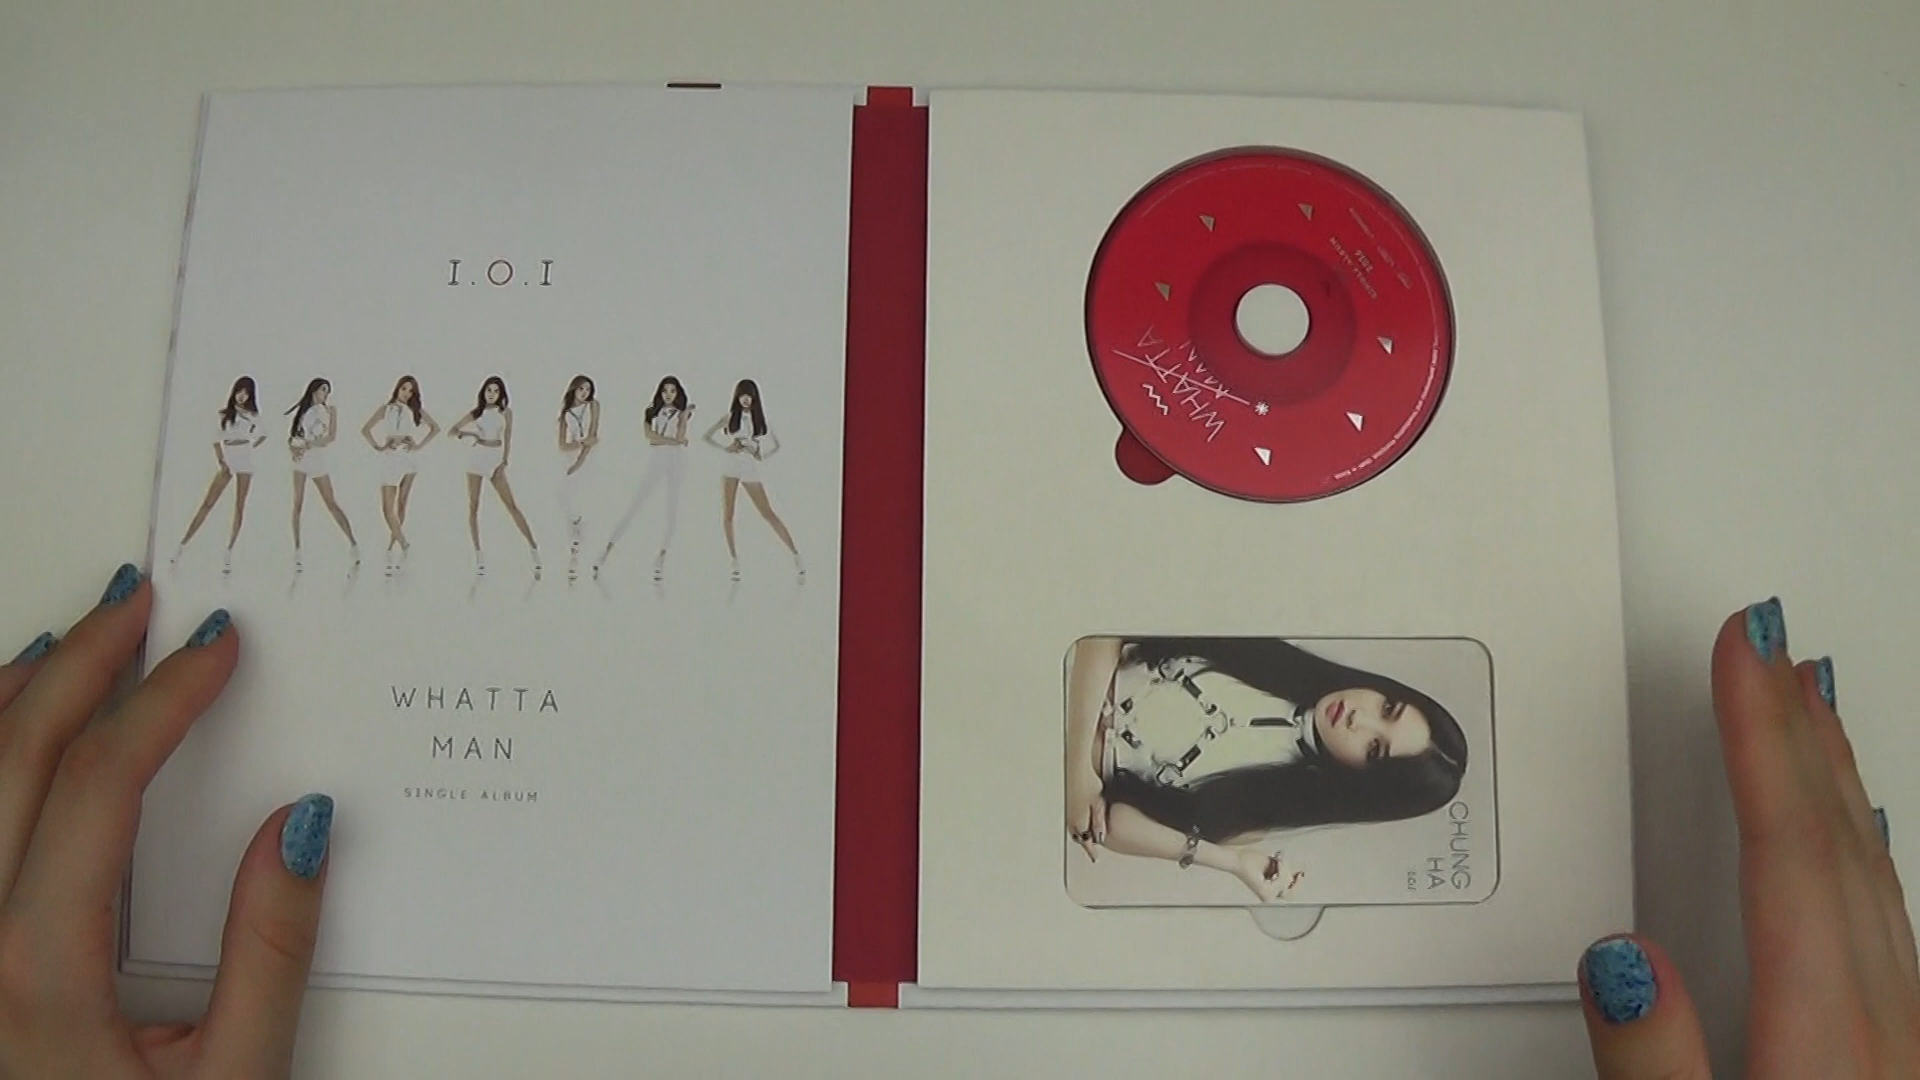 I.O.I
WHATTA
MAN
SINGLE ALBUM
WHATTA
MAN
CHUNG
HA
I.O.I